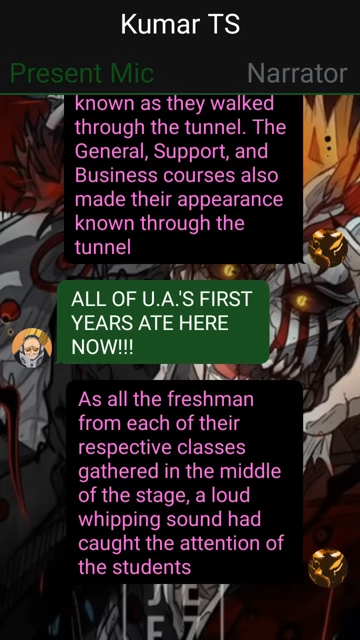 Kumar TS
Present Mic
Narrator
known as they walked
through the tunnel. The
General, Support, and
Business courses also
made their appearance
known through the
tunnel
ALL OF U.A.'S FIRST
YEARS ATE HERE
NOW!!!
As all the freshman
from each of their
respective classes
gathered in the middle
of the stage, a loud
whipping sound had
caught the attention of
the students